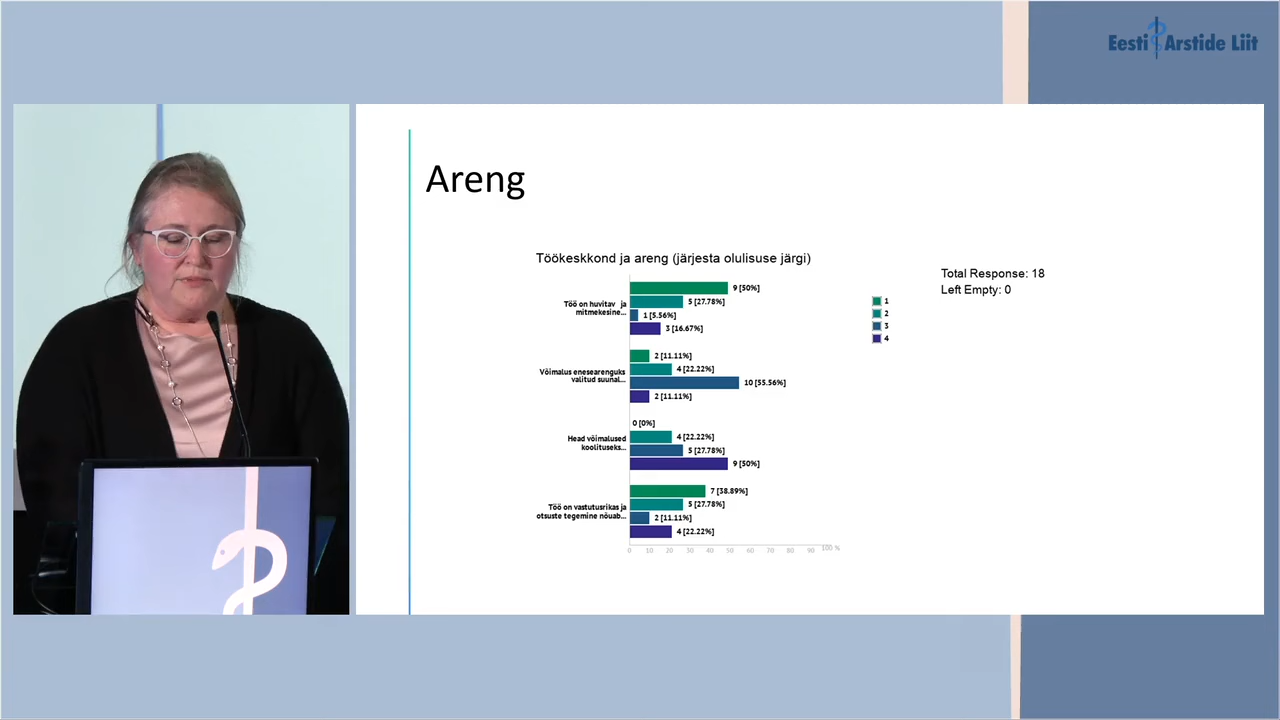 Eesti Arstide Liit
Areng
Töökeskkond ja areng (järjesta olulisuse järgi)
Total Response: 18
Left Empty: 0
1
2
3
4
Töö on huvitav ja
mitmekesine...
9 [50%]
5 [27.78%]
1 [5.56%]
3 [16.67%]
Võimalus enesearenguks
valitud suunal...
2 [11.11%]
4 [22.22%]
10 [55.56%]
2 [11.11%]
Head võimalused
koolituseks...
0 [0%]
4 [22.22%]
5 [27.78%]
9 [50%]
Töö on vastutusrikas ja
otsuste tegemine nõuab...
7 [38.89%]
5 [27.78%]
2 [11.11%]
4 [22.22%]
0 10 20 30 40 50 60 70 80 90 100 %